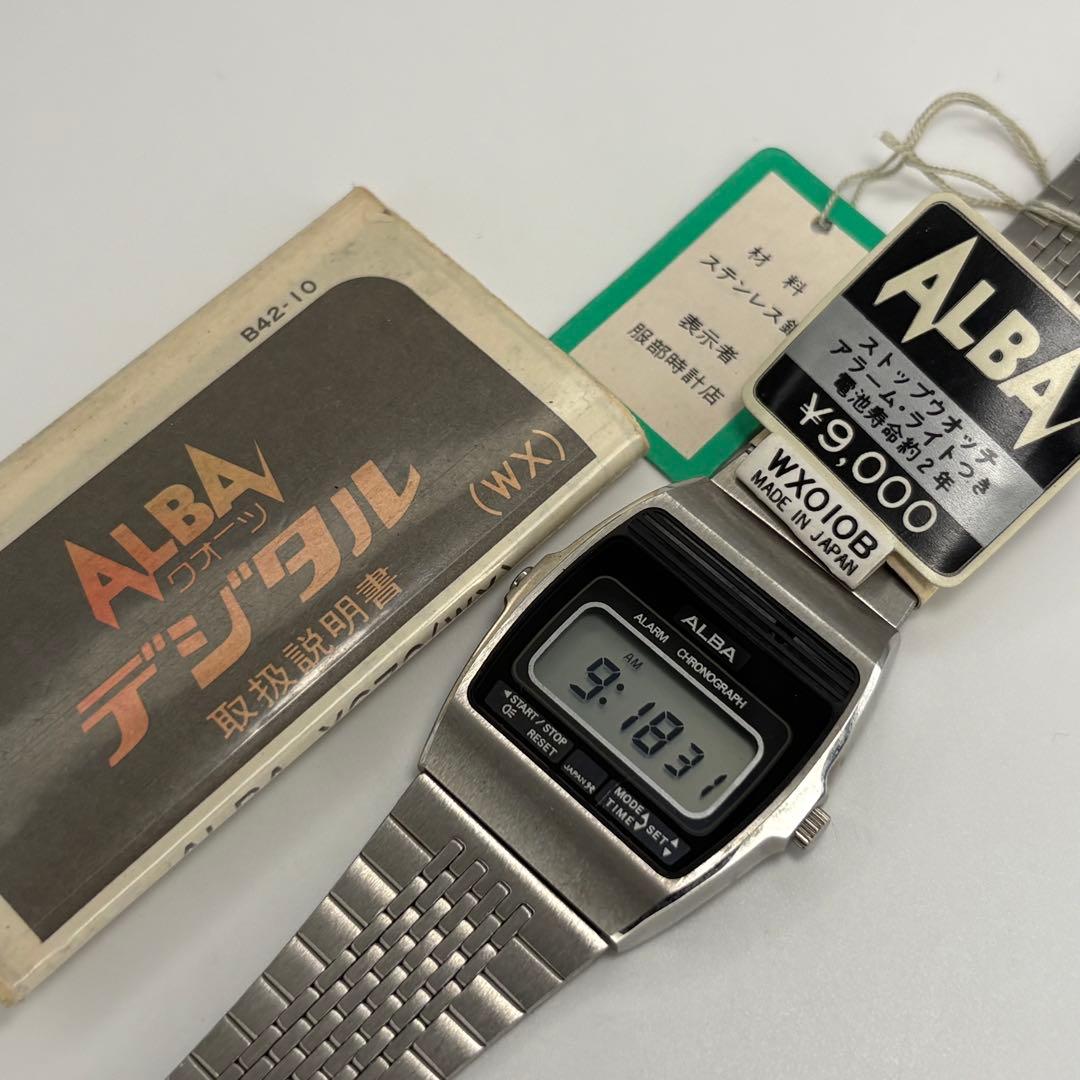 B42-10
ALBA
クオーツ
デジタル
(WX)
取扱説明書
材料
ステンレス
表示者
服部時計店
ALBA
ストップウオッチ
アラーム・ライトつき
電池寿命約2年
¥9,000
WX010B
MADE IN JAPAN
ALBA
ALARM CHRONOGRAPH
AM
9:18 31
START/STOP
RESET
JAPAN
MODE
TIME
SET